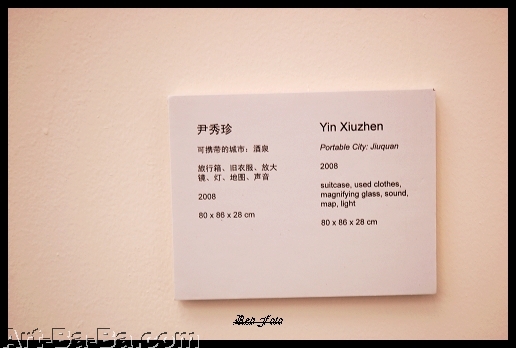 尹秀珍
可携带的城市：酒泉
旅行箱、旧衣服、放大
镜、灯、地图、声音
2008
80 x 86 x 28 cm
Yin Xiuzhen
Portable City: Jiuquan
2008
suitcase, used clothes,
magnifying glass, sound,
map, light
80 x 86 x 28 cm
Art-Ba-Ba.com